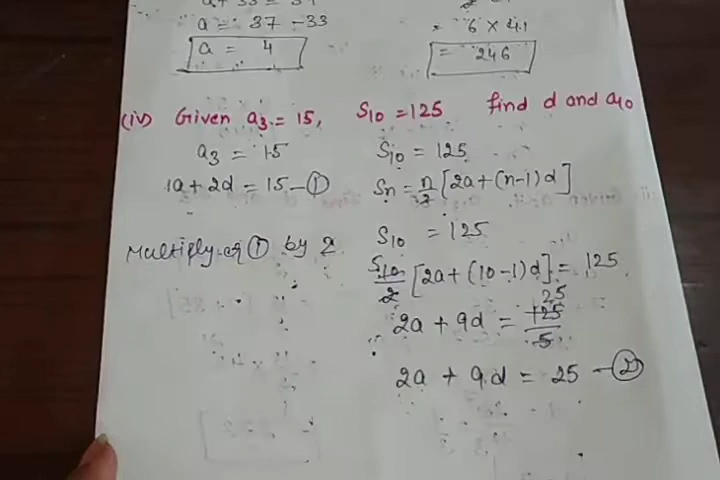 a = 37 - 33
a = 4
= 6 × 41
= 246
(iv) Given a3 = 15, S10 = 125 find d and a10
a3 = 15
1a + 2d = 15 - ①
Multiply eq ① by 2
S10 = 125
Sn = n/2 [2a + (n-1)d]
S10 = 125
5 10/2 [2a + (10-1)d] = 125
2a + 9d = 25 125/5
2a + 9d = 25 - ②